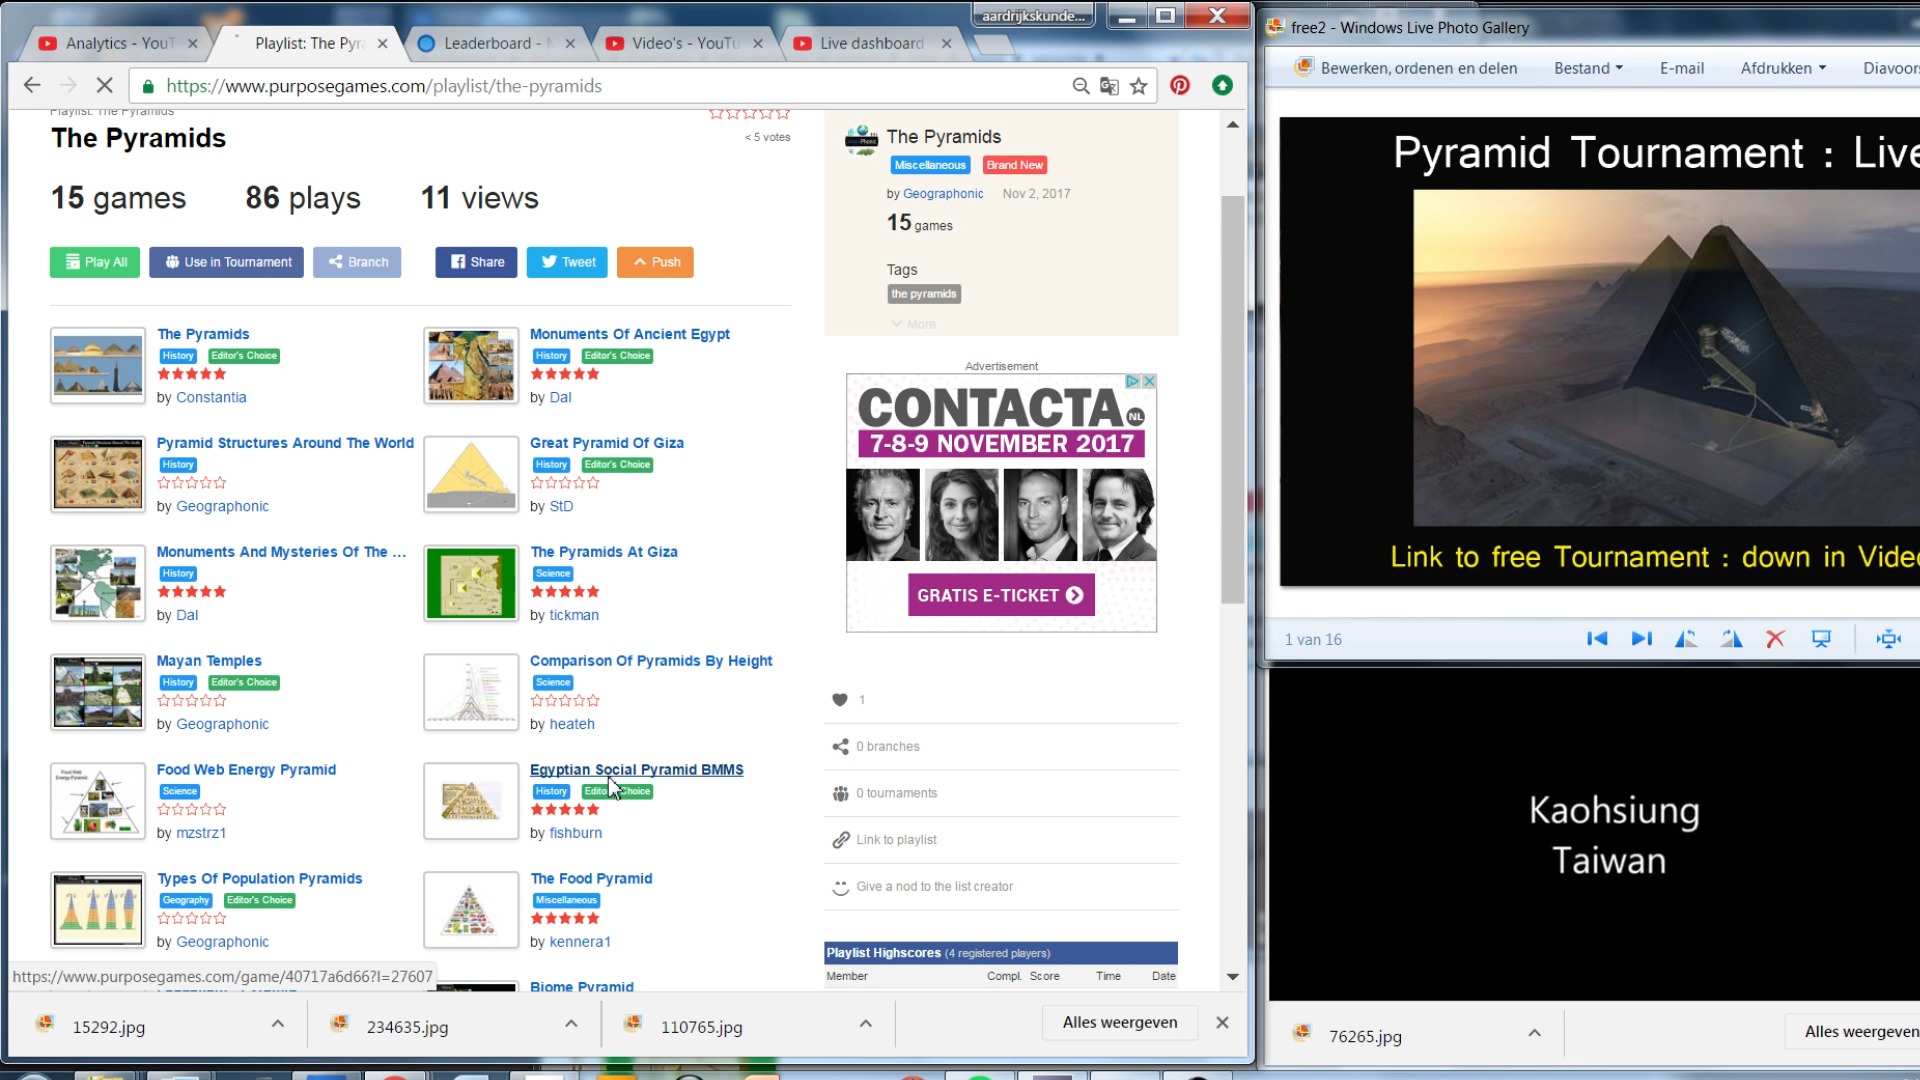 aardrijkskunde...
Analytics - YouT
Playlist: The Pyra
Leaderboard - N
Video's - YouTu
Live dashboard
https://www.purposegames.com/playlist/the-pyramids
Playlist: The Pyramids
The Pyramids
< 5 votes
15 games
86 plays
11 views
Play All
Use in Tournament
Branch
Share
Tweet
Push
The Pyramids
History
Editor's Choice
by Constantia
Monuments Of Ancient Egypt
History
Editor's Choice
by Dal
Pyramid Structures Around The World
History
by Geographonic
Great Pyramid Of Giza
History
Editor's Choice
by StD
Monuments And Mysteries Of The ...
History
by Dal
The Pyramids At Giza
Science
by tickman
Mayan Temples
History
Editor's Choice
by Geographonic
Comparison Of Pyramids By Height
Science
by heateh
Food Web Energy Pyramid
Science
by mzstrz1
Egyptian Social Pyramid BMMS
History
Editor's Choice
by fishburn
Types Of Population Pyramids
Geography
Editor's Choice
by Geographonic
The Food Pyramid
Miscellaneous
by kennera1
Biome Pyramid
https://www.purposegames.com/game/40717a6d66?l=27607
The Pyramids
Miscellaneous
Brand New
by Geographonic
Nov 2, 2017
15 games
Tags
the pyramids
More
Advertisement
CONTACTA.NL
7-8-9 NOVEMBER 2017
GRATIS E-TICKET
1
0 branches
0 tournaments
Link to playlist
Give a nod to the list creator
Playlist Highscores (4 registered players)
Member Compl. Score Time Date
15292.jpg
234635.jpg
110765.jpg
Alles weergeven
free2 - Windows Live Photo Gallery
Bewerken, ordenen en delen
Bestand
E-mail
Afdrukken
Diavoors
Pyramid Tournament : Live
Link to free Tournament : down in Video
1 van 16
Kaohsiung
Taiwan
76265.jpg
Alles weergeven